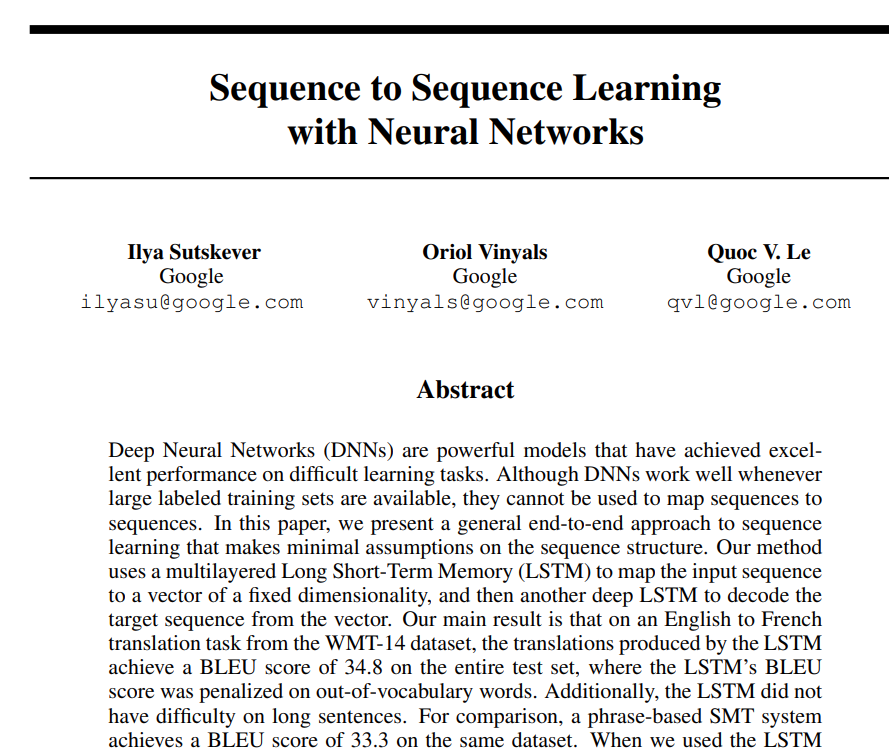 Sequence to Sequence Learning
with Neural Networks
Ilya Sutskever
Google
ilyasu@google.com
Oriol Vinyals
Google
vinyals@google.com
Quoc V. Le
Google
qvl@google.com
Abstract
Deep Neural Networks (DNNs) are powerful models that have achieved excel-
lent performance on difficult learning tasks. Although DNNs work well whenever
large labeled training sets are available, they cannot be used to map sequences to
sequences. In this paper, we present a general end-to-end approach to sequence
learning that makes minimal assumptions on the sequence structure. Our method
uses a multilayered Long Short-Term Memory (LSTM) to map the input sequence
to a vector of a fixed dimensionality, and then another deep LSTM to decode the
target sequence from the vector. Our main result is that on an English to French
translation task from the WMT-14 dataset, the translations produced by the LSTM
achieve a BLEU score of 34.8 on the entire test set, where the LSTM's BLEU
score was penalized on out-of-vocabulary words. Additionally, the LSTM did not
have difficulty on long sentences. For comparison, a phrase-based SMT system
achieves a BLEU score of 33.3 on the same dataset. When we used the LSTM